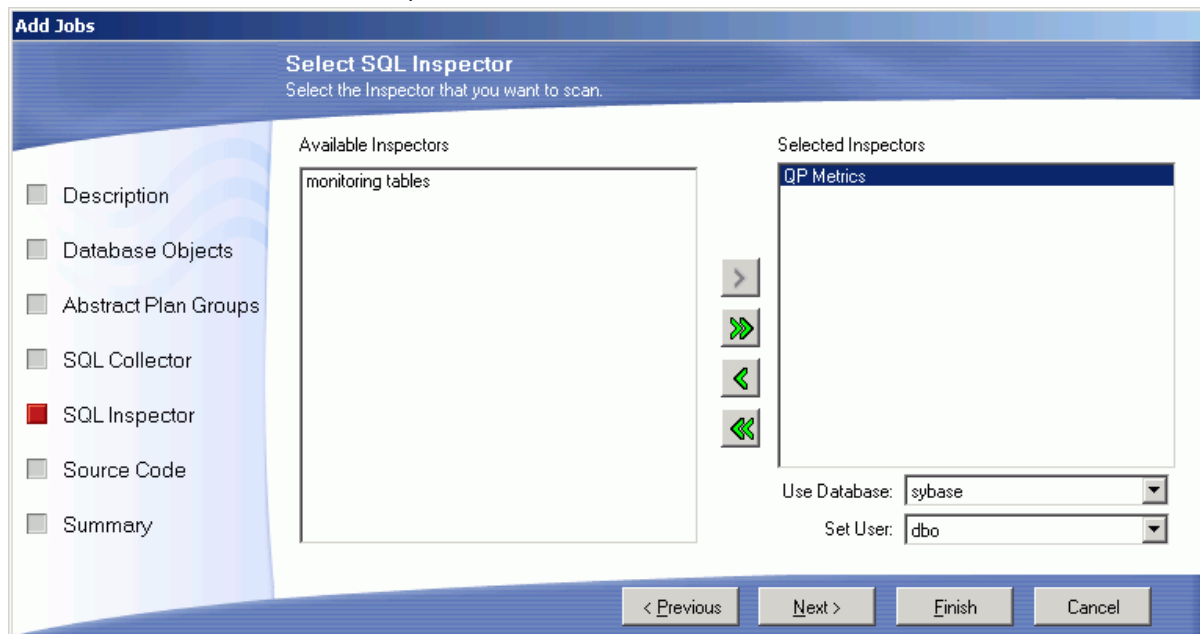 Add Jobs
Select SQL Inspector
Select the Inspector that you want to scan.
Description
Database Objects
Abstract Plan Groups
SQL Collector
SQL Inspector
Source Code
Summary
Available Inspectors
monitoring tables
>
Selected Inspectors
QP Metrics
Use Database: sybase
Set User: dbo
< Previous Next > Finish Cancel